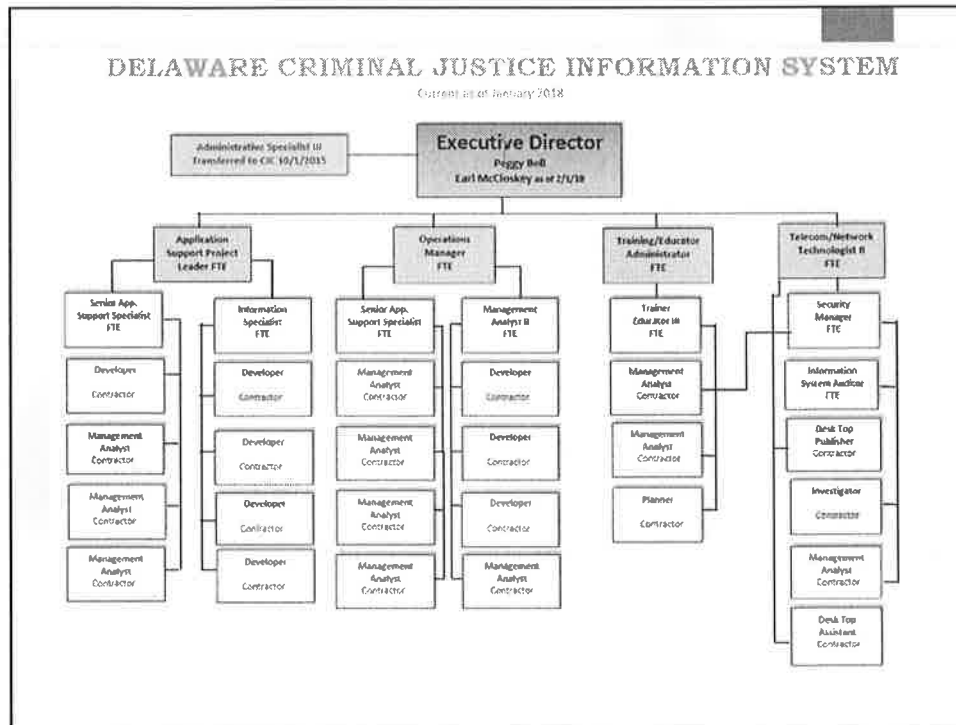 DELAWARE CRIMINAL JUSTICE INFORMATION SYSTEM
Current as of January 2018
Administrative Specialist III
Transferred to CIC 10/1/2015
Executive Director
Peggy Bell
Earl McCloskey as of 2/1/18
Application
Support Project
Leader FTE
Operations
Manager
FTE
Training/Educator
Administrator
FTE
Telecom/Network
Technologist II
FTE
Senior App.
Support Specialist
FTE
Developer
Contractor
Management
Analyst
Contractor
Management
Analyst
Contractor
Management
Analyst
Contractor
Information
Specialist
FTE
Developer
Contractor
Developer
Contractor
Developer
Contractor
Developer
Contractor
Senior App.
Support Specialist
FTE
Management
Analyst
Contractor
Management
Analyst
Contractor
Management
Analyst
Contractor
Management
Analyst
Contractor
Management
Analyst II
FTE
Developer
Contractor
Developer
Contractor
Developer
Contractor
Management
Analyst
Contractor
Trainer
Educator III
FTE
Management
Analyst
Contractor
Management
Analyst
Contractor
Planner
Contractor
Security
Manager
FTE
Information
System Auditor
FTE
Desk Top
Publisher
Contractor
Investigator
Contractor
Management
Analyst
Contractor
Desk Top
Assistant
Contractor